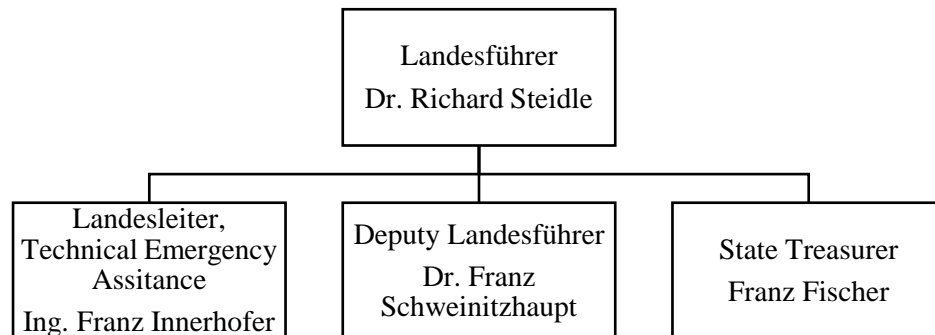 Landesführer
Dr. Richard Steidle
Landesleiter,
Technical Emergency
Assitance
Ing. Franz Innerhofer
Deputy Landesführer
Dr. Franz
Schweinitzhaupt
State Treasurer
Franz Fischer